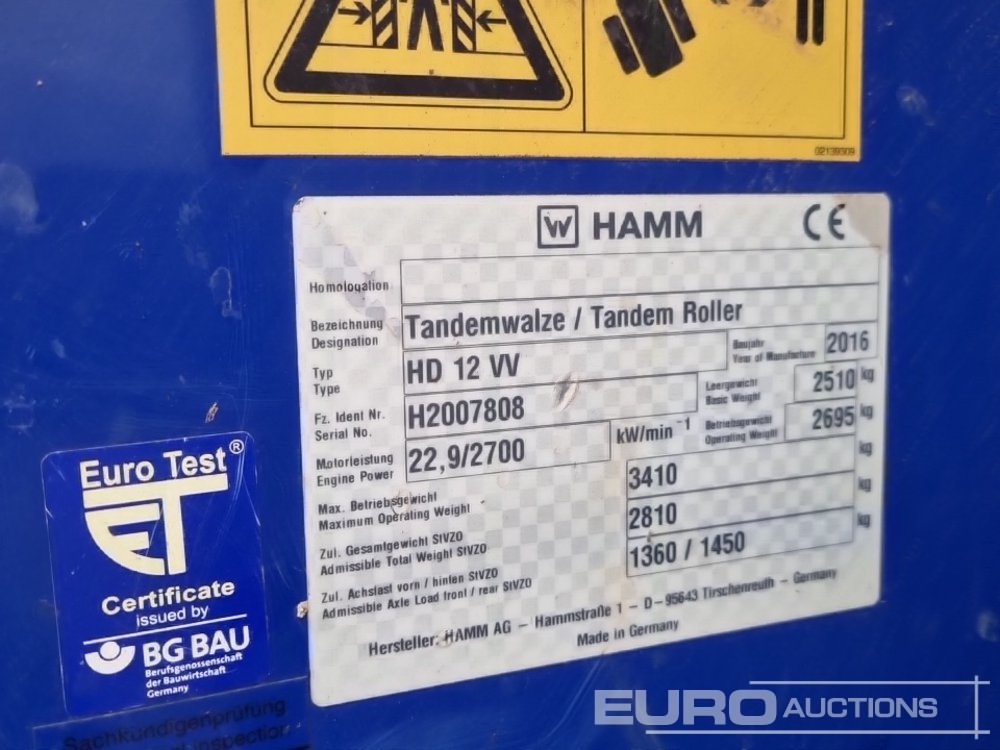 02139309
HAMM CE
Homologation
Bezeichnung
Designation
Tandemwalze / Tandem Roller
Typ
Type
HD 12 VV
Baujahr
Year of Manufacture
2016
Fz. Ident Nr.
Serial No.
H2007808
Leergewicht
Basic Weight
2510 kg
Motorleistung
Engine Power
22,9/2700
kW/min -1
Betriebsgewicht
Operating Weight
2695 kg
Max. Betriebsgewicht
Maximum Operating Weight
3410 kg
Zul. Gesamtgewicht StVZO
Admissible Total Weight StVZO
2810 kg
Zul. Achslast vorn / hinten StVZO
Admissible Axle Load front / rear StVZO
1360 / 1450 kg
Hersteller: HAMM AG – Hammstraße 1 – D–95643 Tirschenreuth – Germany
Made in Germany
Euro Test®
ET
Certificate
issued by
BG BAU
Berufsgenossenschaft
der Bauwirtschaft
Germany
Sachkundigenprüfung
inspection
EURO AUCTIONS